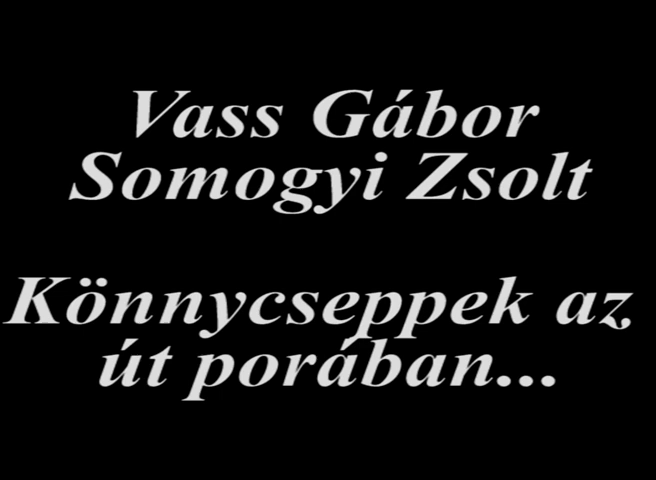 Vass Gábor
Somogyi Zsolt
Könnycseppek az
út porában...